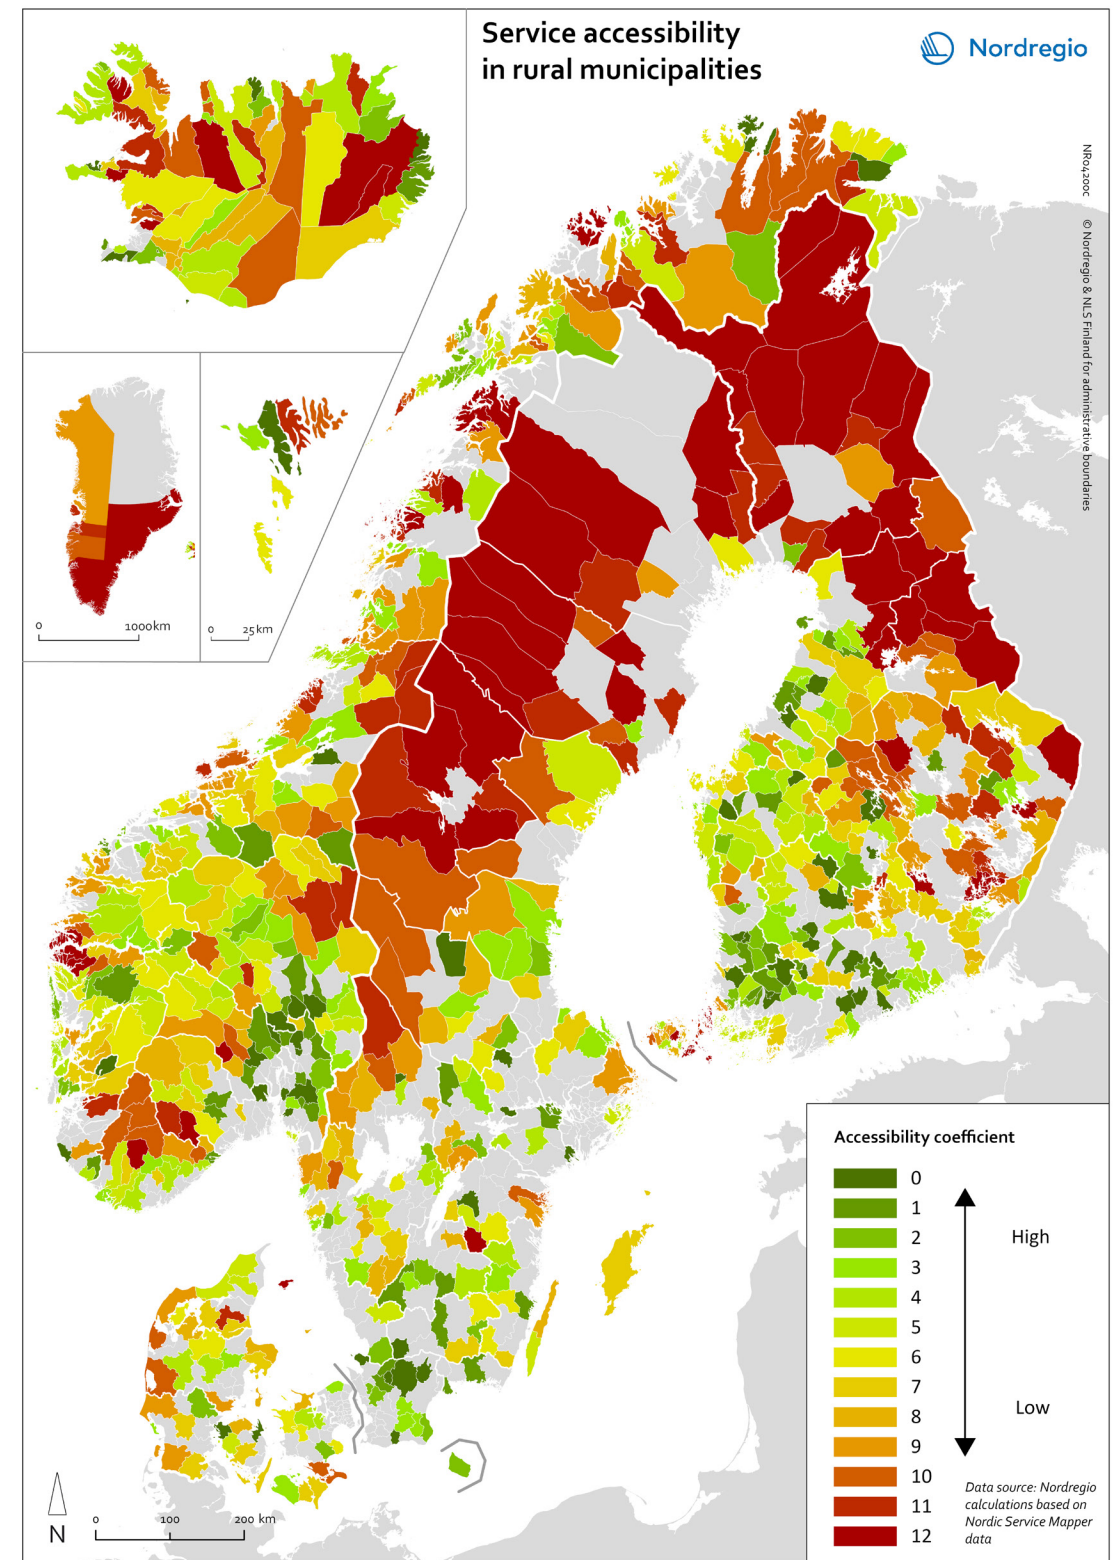 Service accessibility
in rural municipalities
Nordregio
NR04200c © Nordregio & NLS Finland for administrative boundaries
0 1000km
0 25km
Accessibility coefficient
0
1
2
3
4
5
6
7
8
9
10
11
12
High
Low
Data source: Nordregio
calculations based on
Nordic Service Mapper
data
N
0 100 200 km